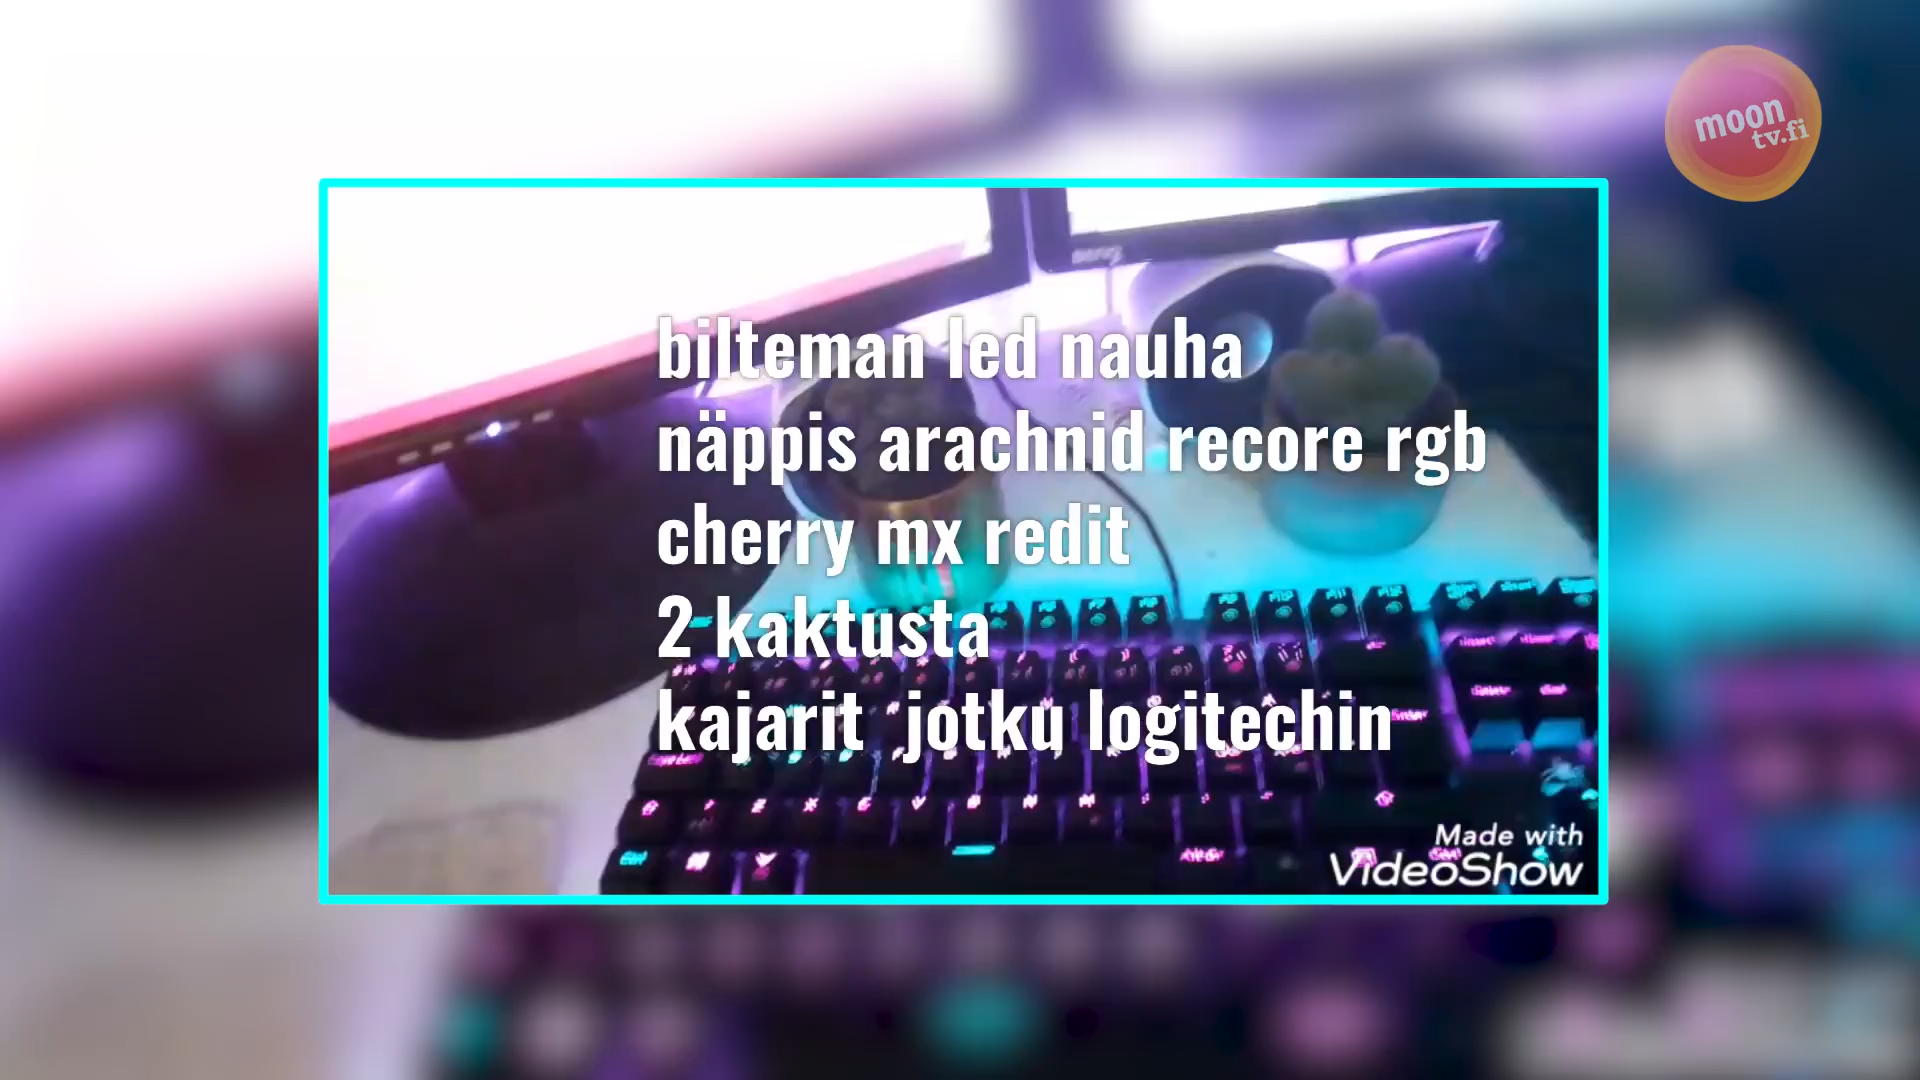 moon
tv.fi
bilteman led nauha
näppis arachnid recore rgb
cherry mx redit
2 kaktusta
kajarit jotku logitechin
Made with
VideoShow